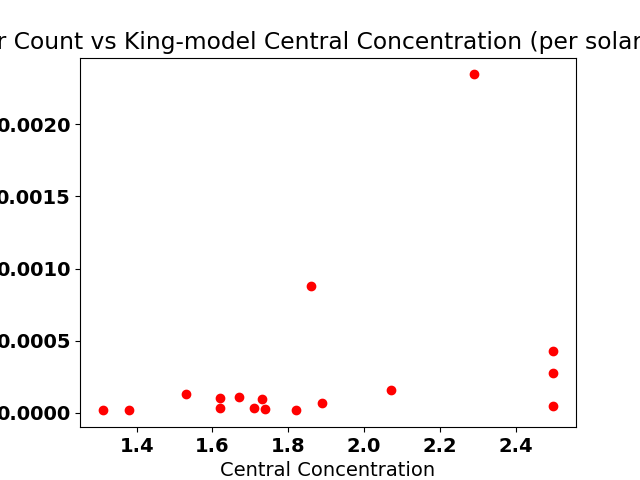 r Count vs King-model Central Concentration (per solar
0.0020
0.0015
0.0010
0.0005
0.0000
1.4 1.6 1.8 2.0 2.2 2.4
Central Concentration